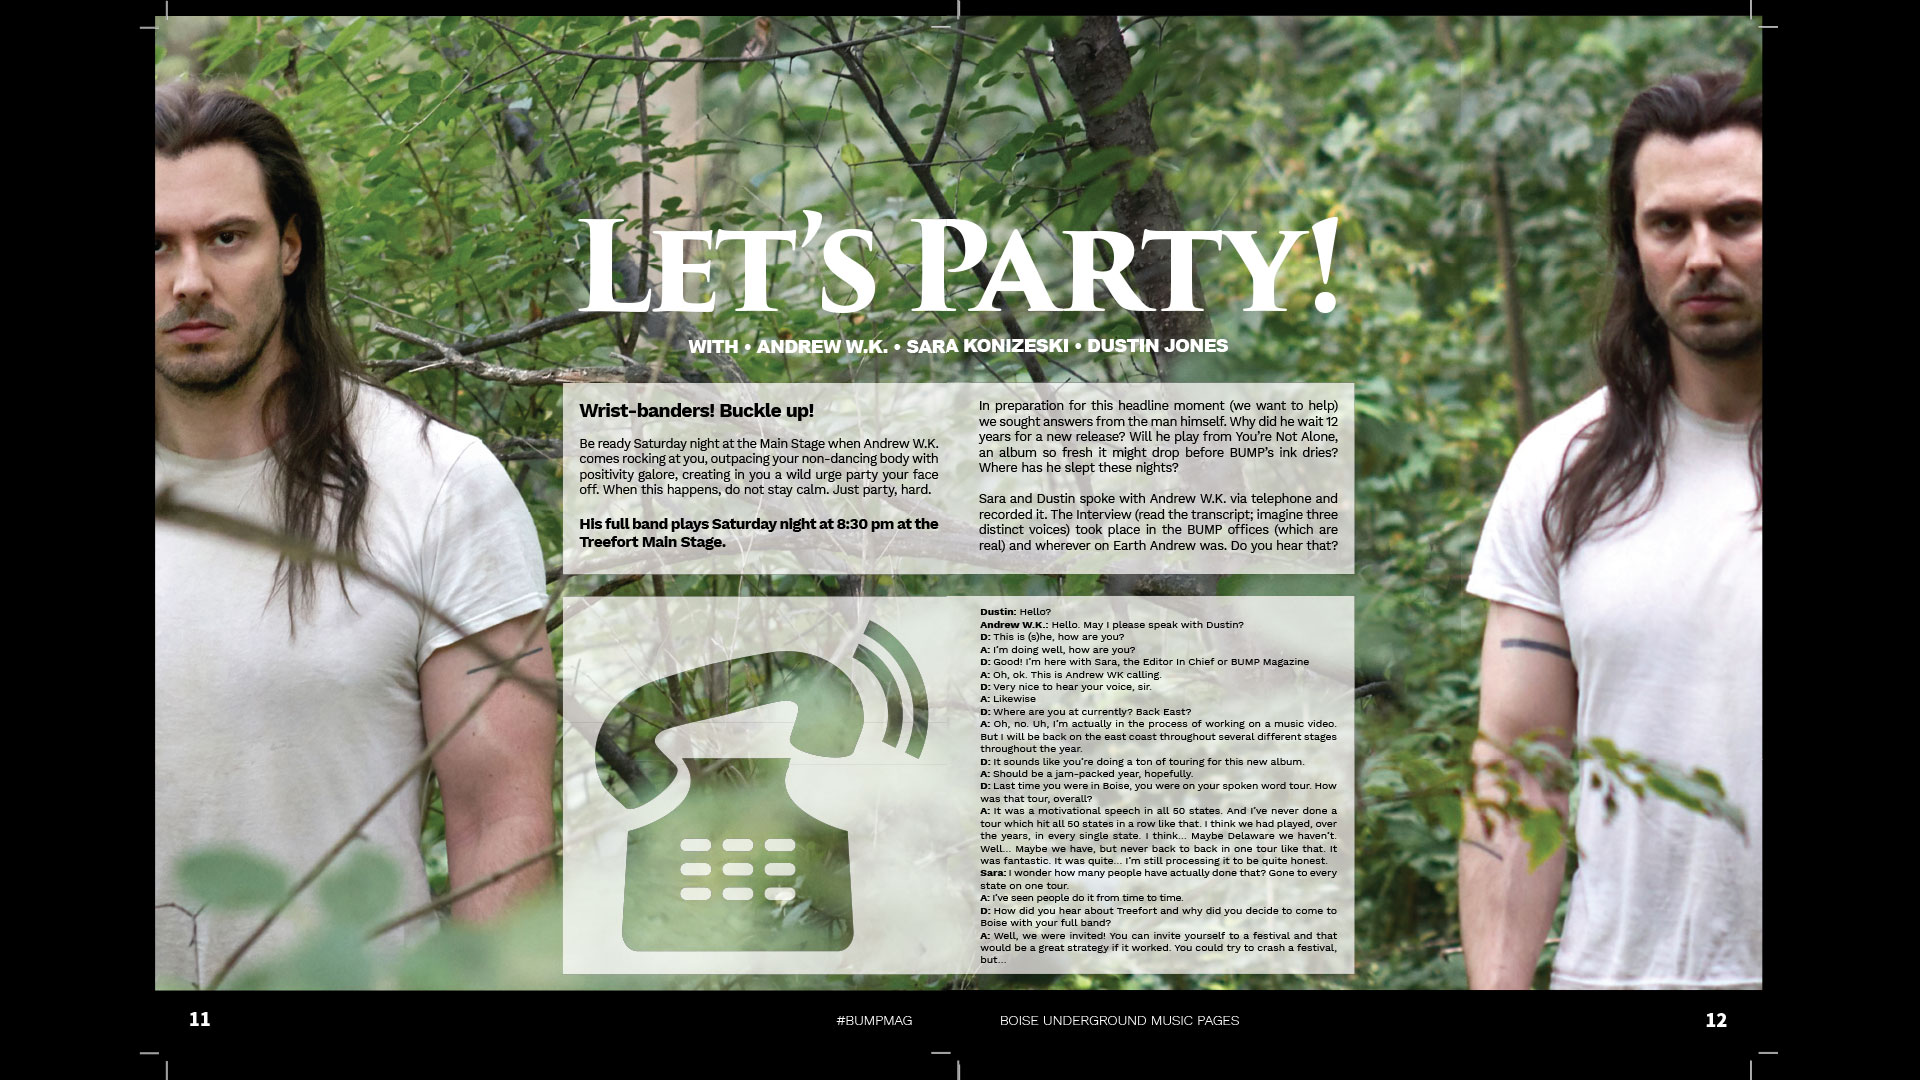 LET'S PARTY!
WITH • ANDREW W.K. • SARA KONIZESKI • DUSTIN JONES
Wrist-banders! Buckle up!
Be ready Saturday night at the Main Stage when Andrew W.K.
comes rocking at you, outpacing your non-dancing body with
positivity galore, creating in you a wild urge party your face
off. When this happens, do not stay calm. Just party, hard.
His full band plays Saturday night at 8:30 pm at the
Treefort Main Stage.
In preparation for this headline moment (we want to help)
we sought answers from the man himself. Why did he wait 12
years for a new release? Will he play from You're Not Alone,
an album so fresh it might drop before BUMP's ink dries?
Where has he slept these nights?
Sara and Dustin spoke with Andrew W.K. via telephone and
recorded it. The Interview (read the transcript; imagine three
distinct voices) took place in the BUMP offices (which are
real) and wherever on Earth Andrew was. Do you hear that?
Dustin: Hello?
Andrew W.K.: Hello. May I please speak with Dustin?
D: This is (s)he, how are you?
A: I'm doing well, how are you?
D: Good! I'm here with Sara, the Editor In Chief or BUMP Magazine
A: Oh, ok. This is Andrew WK calling.
D: Very nice to hear your voice, sir.
A: Likewise
D: Where are you at currently? Back East?
A: Oh, no. Uh, I'm actually in the process of working on a music video.
But I will be back on the east coast throughout several different stages
throughout the year.
D: It sounds like you're doing a ton of touring for this new album.
A: Should be a jam-packed year, hopefully.
D: Last time you were in Boise, you were on your spoken word tour. How
was that tour, overall?
A: It was a motivational speech in all 50 states. And I've never done a
tour which hit all 50 states in a row like that. I think we had played, over
the years, in every single state. I think... Maybe Delaware we haven't.
Well... Maybe we have, but never back to back in one tour like that. It
was fantastic. It was quite... I'm still processing it to be quite honest.
Sara: I wonder how many people have actually done that? Gone to every
state on one tour.
A: I've seen people do it from time to time.
D: How did you hear about Treefort and why did you decide to come to
Boise with your full band?
A: Well, we were invited! You can invite yourself to a festival and that
would be a great strategy if it worked. You could try to crash a festival,
but...
11
#BUMPMAG
BOISE UNDERGROUND MUSIC PAGES
12